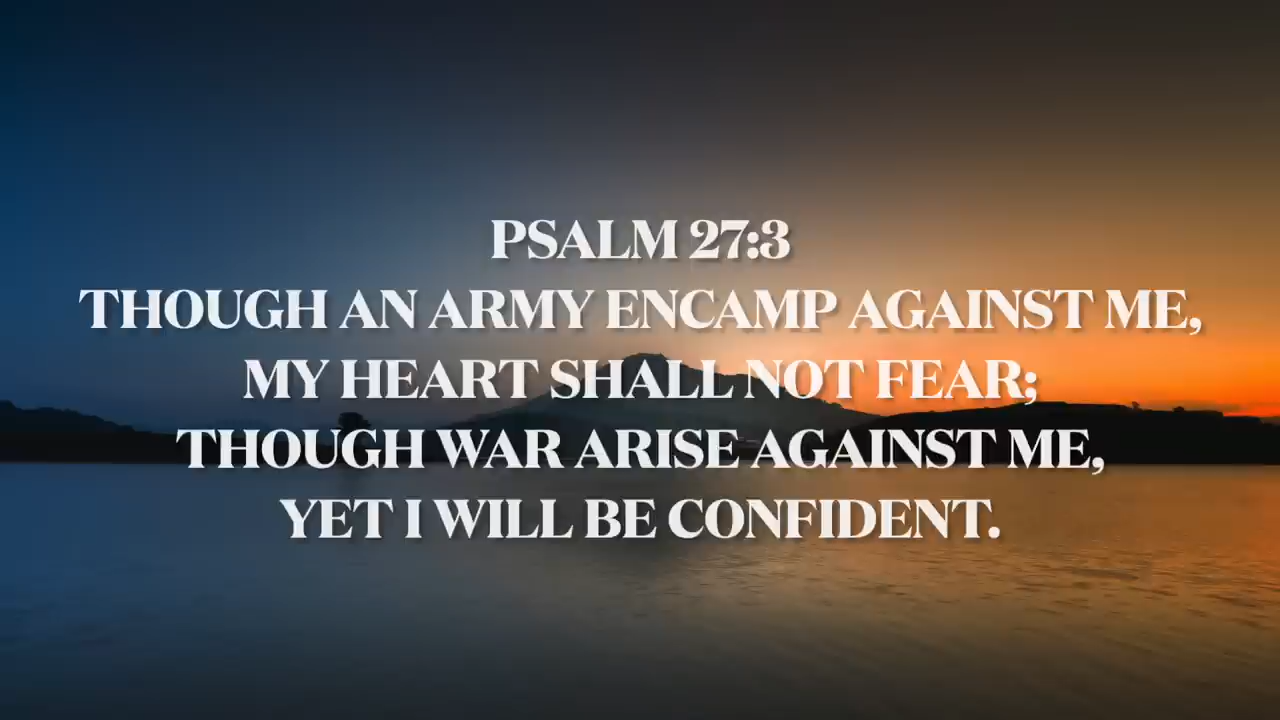 PSALM 27:3
THOUGH AN ARMY ENCAMP AGAINST ME,
MY HEART SHALL NOT FEAR;
THOUGH WAR ARISE AGAINST ME,
YET I WILL BE CONFIDENT.